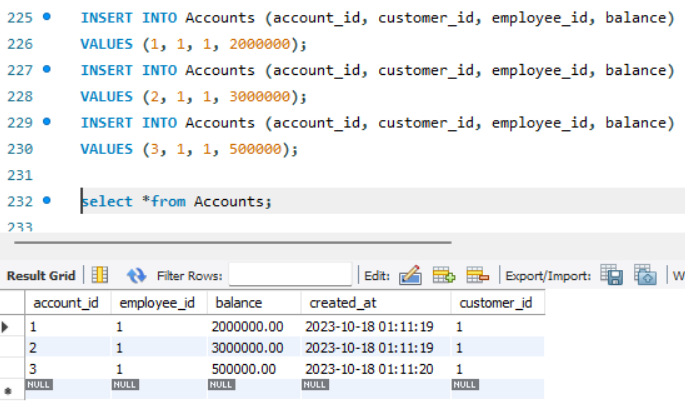 225 INSERT INTO Accounts (account_id, customer_id, employee_id, balance)
226 VALUES (1, 1, 1, 2000000);
227 INSERT INTO Accounts (account_id, customer_id, employee_id, balance)
228 VALUES (2, 1, 1, 3000000);
229 INSERT INTO Accounts (account_id, customer_id, employee_id, balance)
230 VALUES (3, 1, 1, 500000);
231
232 select *from Accounts;
233
Result Grid Filter Rows: Edit: Export/Import: W
account_id employee_id balance created_at customer_id
1 1 2000000.00 2023-10-18 01:11:19 1
2 1 3000000.00 2023-10-18 01:11:19 1
3 1 500000.00 2023-10-18 01:11:20 1
NULL NULL NULL NULL NULL